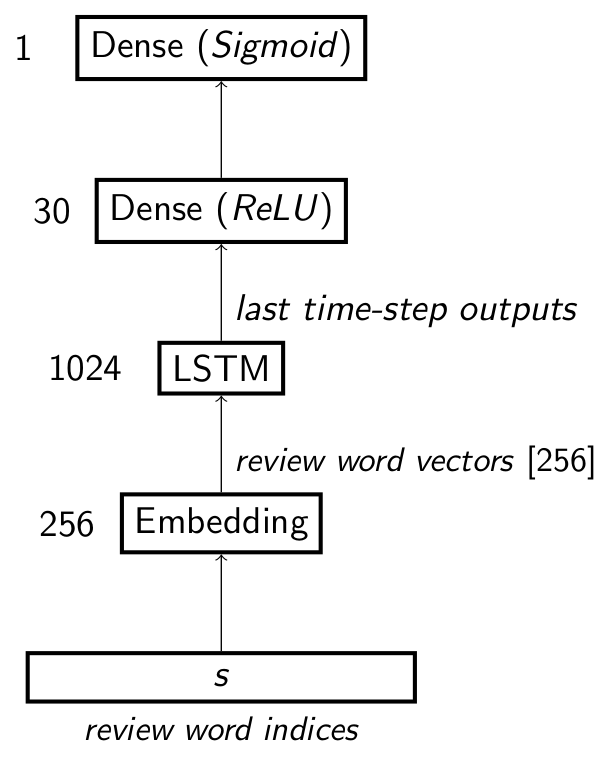 1 Dense (Sigmoid)
30 Dense (ReLU)
last time-step outputs
1024 LSTM
review word vectors [256]
256 Embedding
s
review word indices